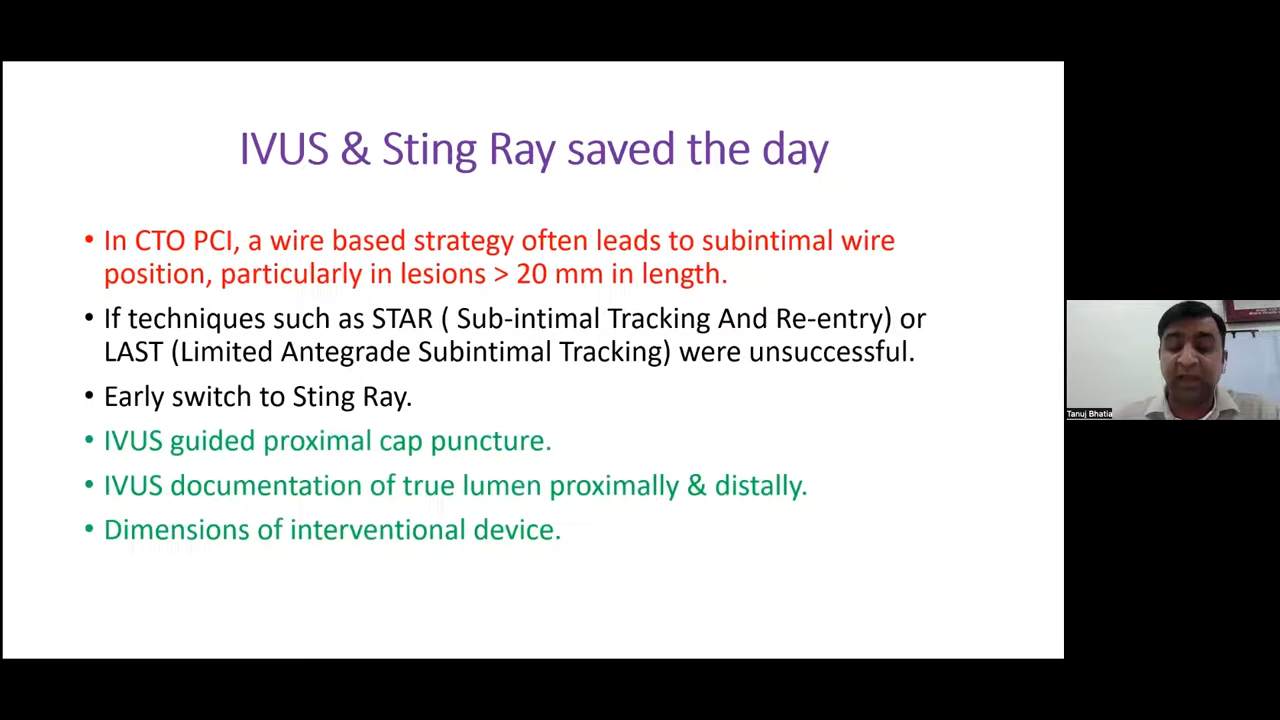 IVUS & Sting Ray saved the day
• In CTO PCI, a wire based strategy often leads to subintimal wire
position, particularly in lesions > 20 mm in length.
• If techniques such as STAR ( Sub-intimal Tracking And Re-entry) or
LAST (Limited Antegrade Subintimal Tracking) were unsuccessful.
• Early switch to Sting Ray.
• IVUS guided proximal cap puncture.
• IVUS documentation of true lumen proximally & distally.
• Dimensions of interventional device.
Tanuj Bhatia